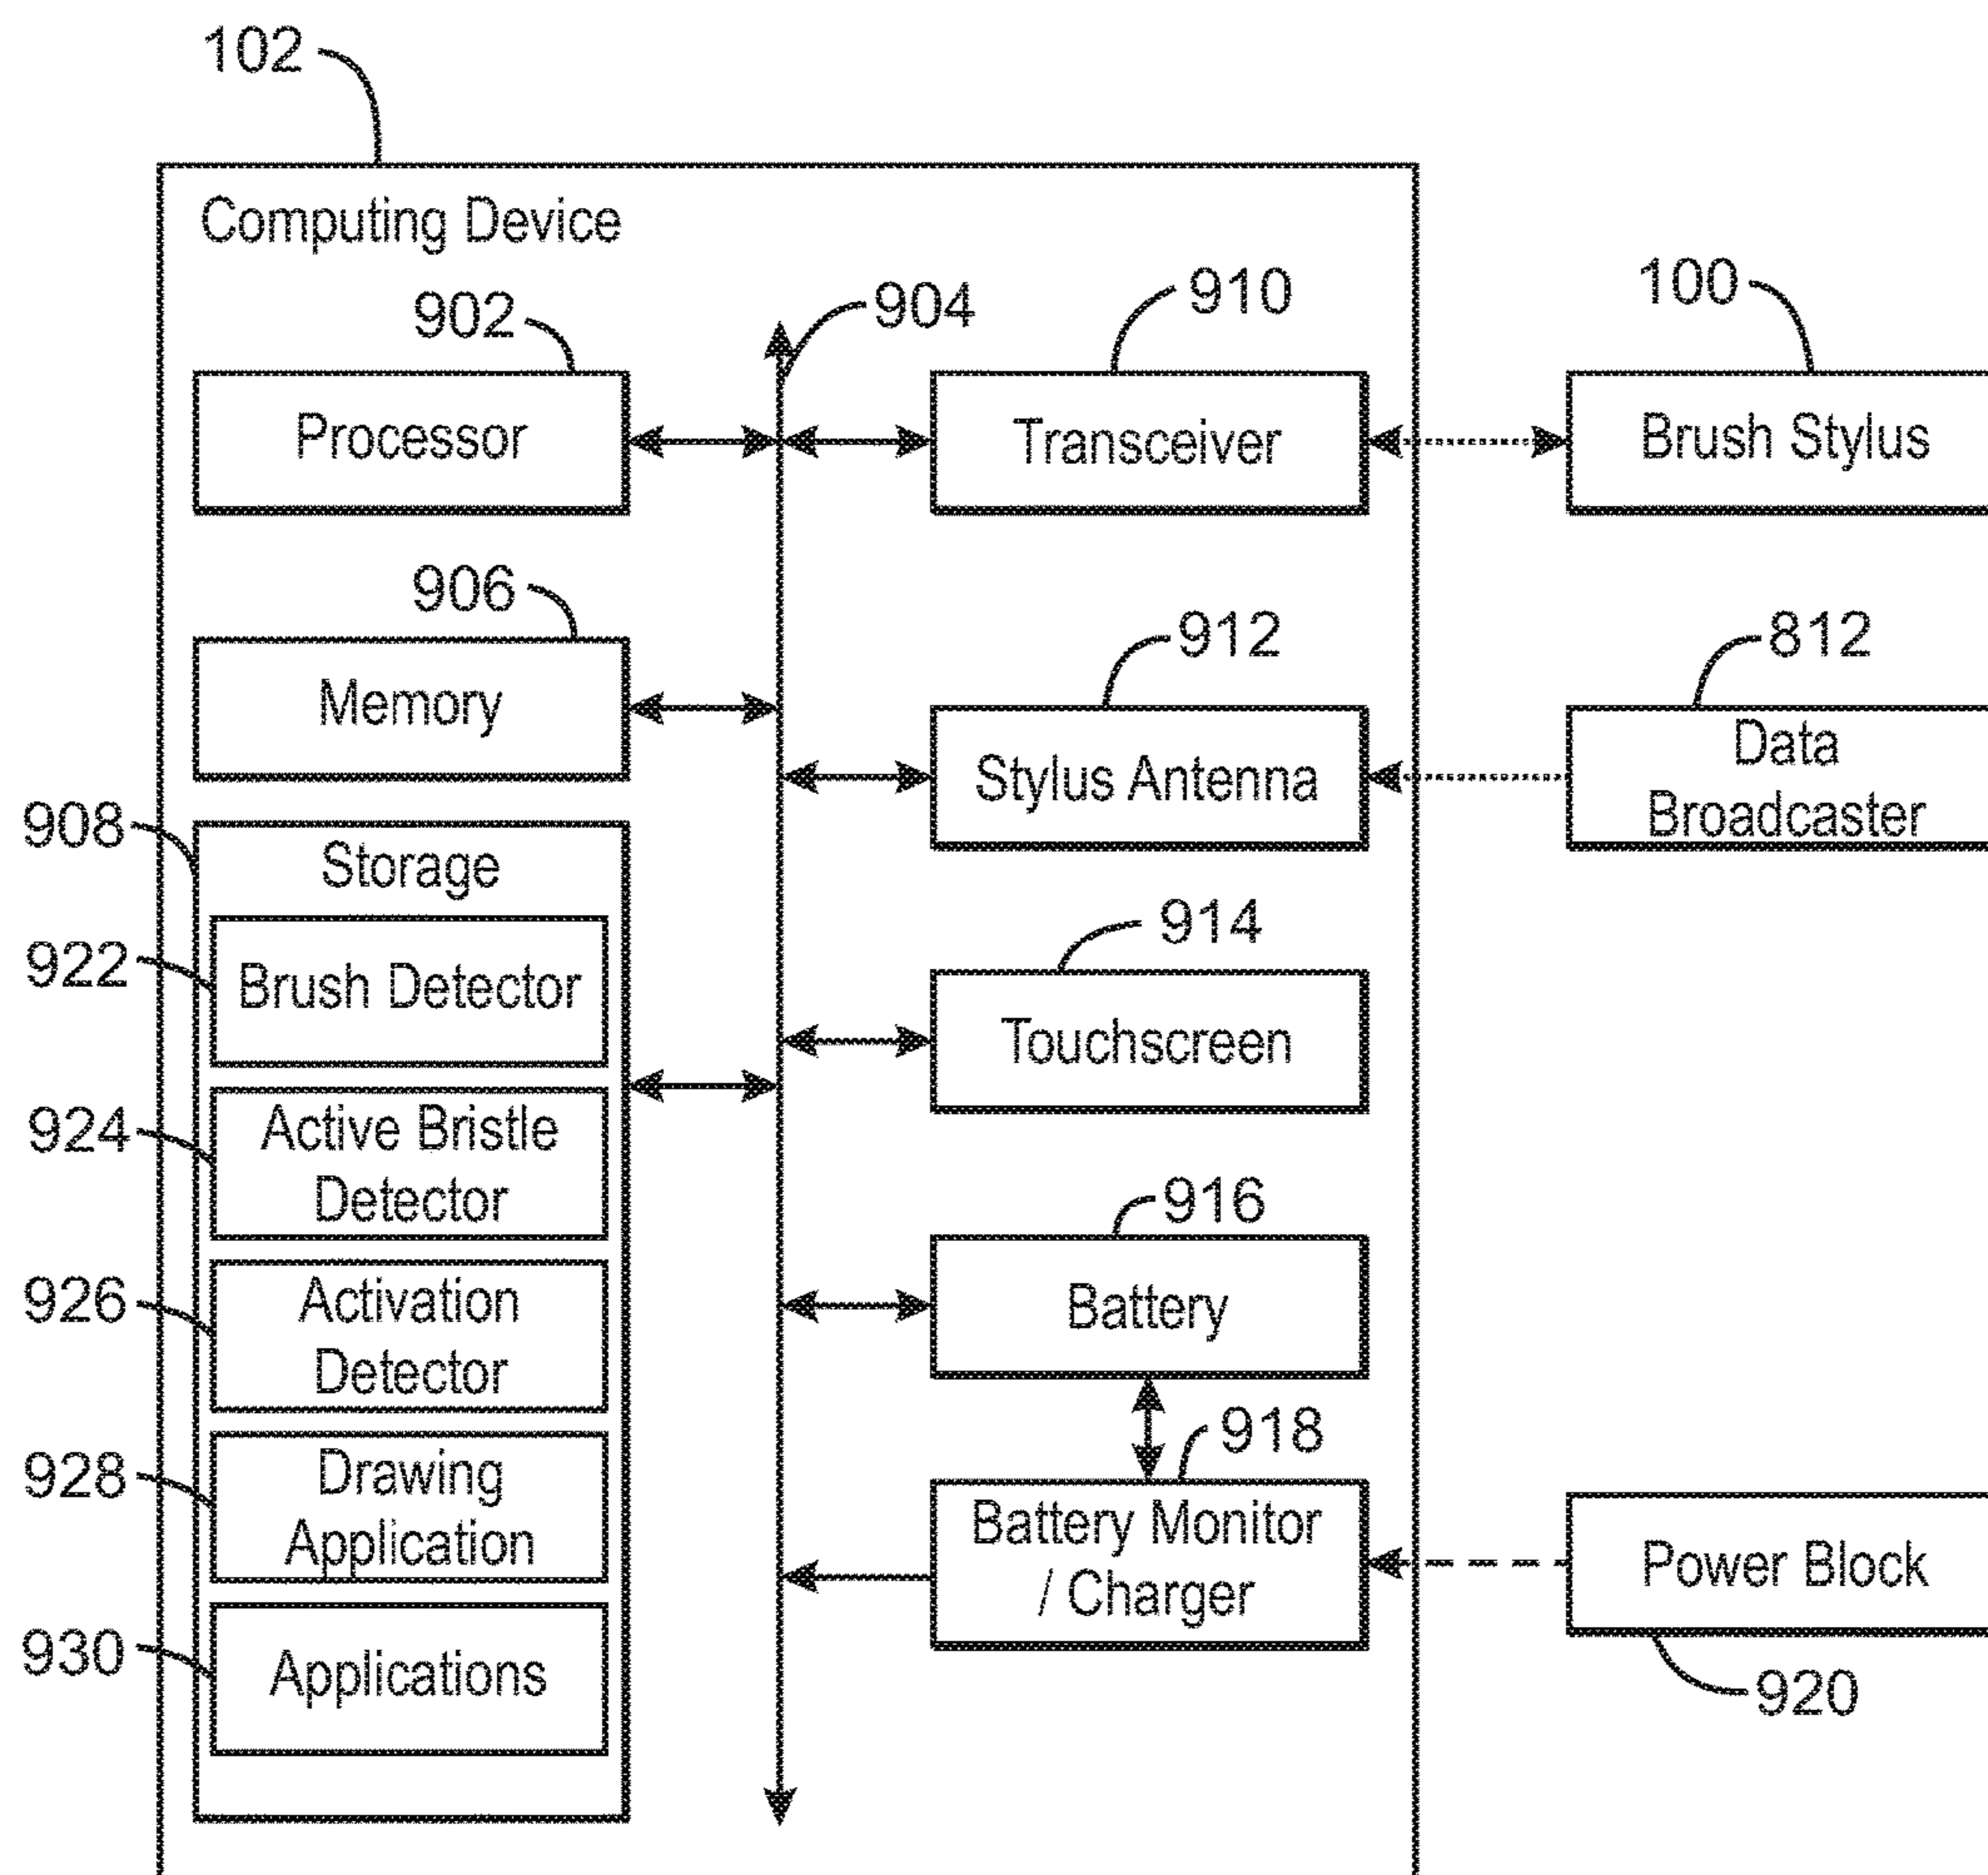 102
Computing Device
902
904
910
100
Processor
Transceiver
Brush Stylus
906
912
812
Memory
Stylus Antenna
Data
Broadcaster
908
Storage
914
922
Brush Detector
Touchscreen
924
Active Bristle
Detector
916
926
Activation
Detector
Battery
918
928
Drawing
Application
Battery Monitor
/ Charger
Power Block
930
Applications
920